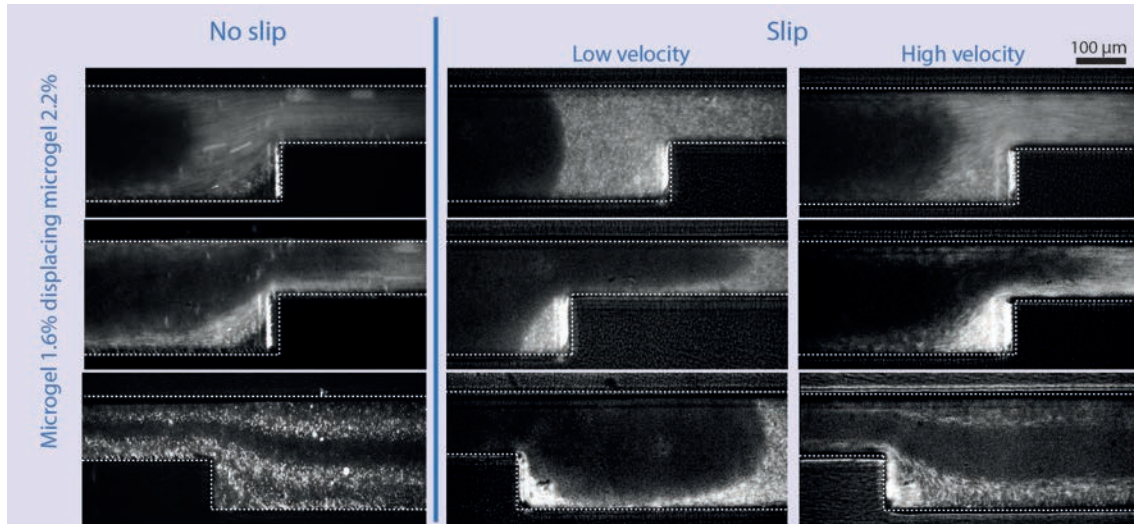 No slip
Slip
Low velocity
High velocity
100 µm
Microgel 1.6% displacing microgel 2.2%